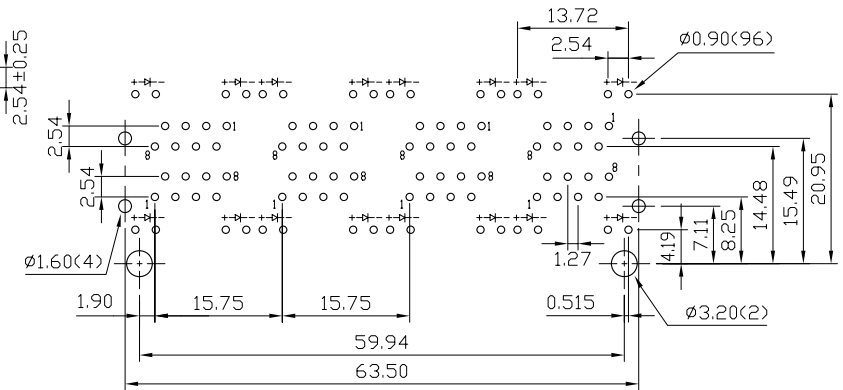 13.72
2.54
ø0.90(96)
2.54±0.25
+ + + + + + + +
2.54
1 1
8 8 8 8
8 8 8 8
2.54
1 1 1 1
+ + + + + + + +
20.95
15.49
14.48
8.25
7.11
4.19
1.27
ø1.60(4)
1.90
15.75
15.75
0.515
ø3.20(2)
59.94
63.50